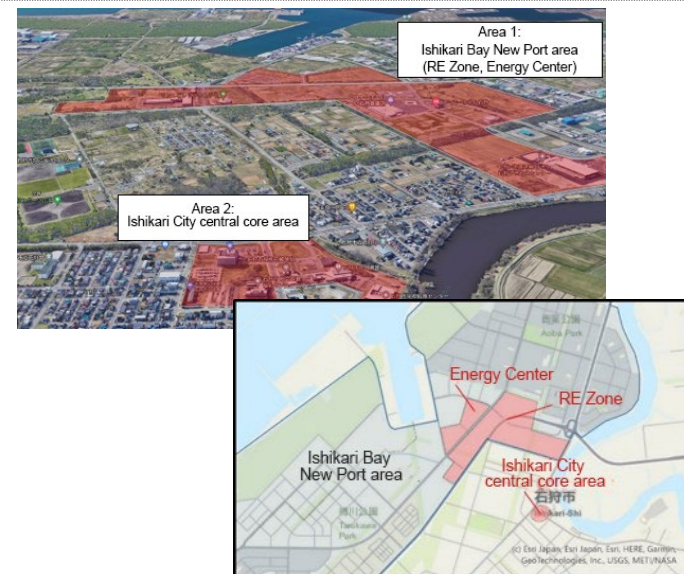 Area 1:
Ishikari Bay New Port area
(RE Zone, Energy Center)
Area 2:
Ishikari City central core area
Aoba Park
Energy Center
RE Zone
Ishikari Bay
New Port area
Ishikari City
central core area
石狩市
Ishikari-Shi
Park
(c) Esri Japan, Esri Japan, Esri, HERE, Garmin,
GeoTechnologies, Inc., USGS, METI/NASA